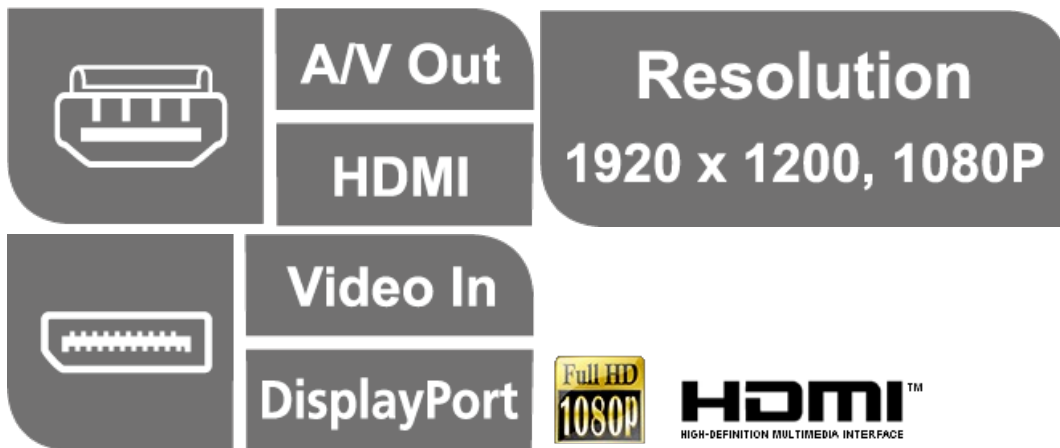 A/V Out
HDMI
Resolution
1920 x 1200, 1080P
Video In
DisplayPort
Full HD
1080P
HDMI™
HIGH-DEFINITION MULTIMEDIA INTERFACE